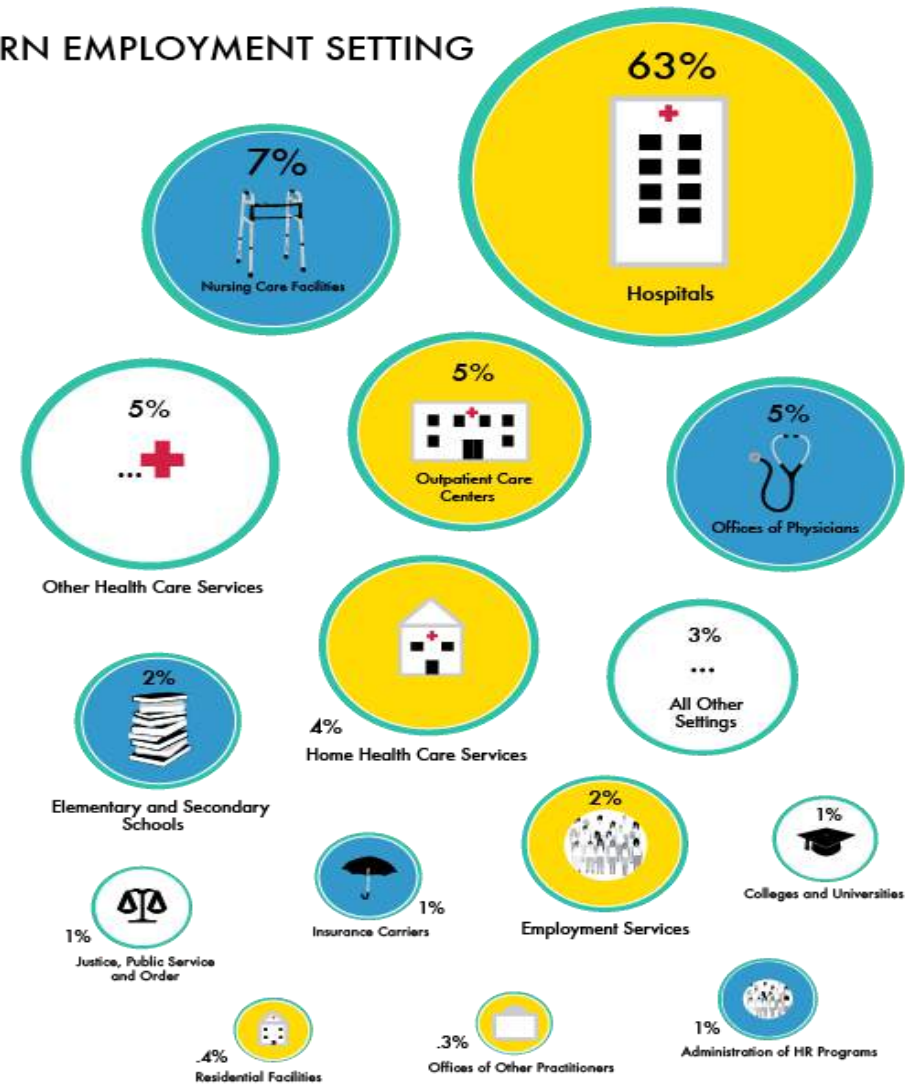 RN EMPLOYMENT SETTING
63%
Hospitals
7%
Nursing Care Facilities
5%
...
Other Health Care Services
5%
Outpatient Care
Centers
5%
Offices of Physicians
4%
Home Health Care Services
3%
...
All Other
Settings
2%
Elementary and Secondary
Schools
2%
Employment Services
1%
Colleges and Universities
1%
Justice, Public Service
and Order
1%
Insurance Carriers
.4%
Residential Facilities
.3%
Offices of Other Practitioners
1%
Administration of HR Programs